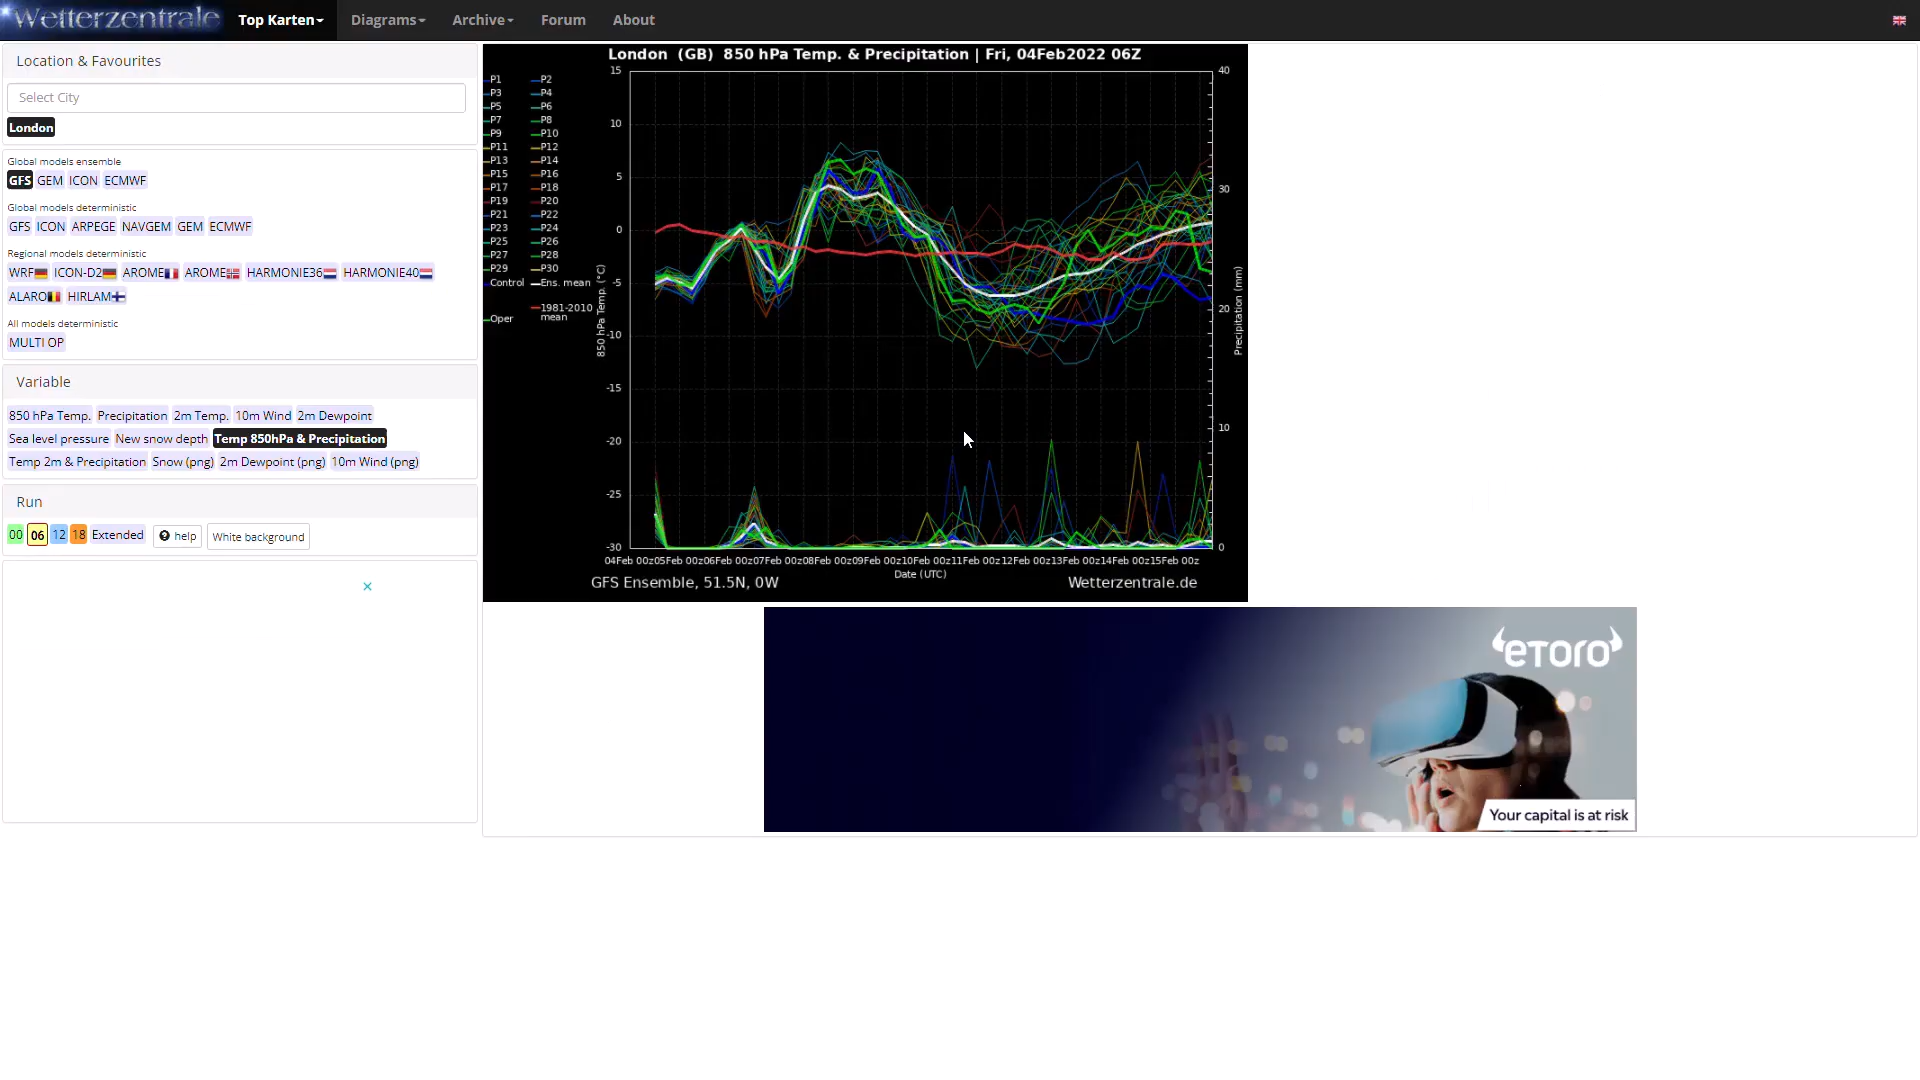 Wetterzentrale Top Karten Diagrams Archive Forum About
Location & Favourites
Select City
London
Global models ensemble
GFS GEM ICON ECMWF
Global models deterministic
GFS ICON ARPEGE NAVGEM GEM ECMWF
Regional models deterministic
WRF ICON-D2 AROME AROME HARMONIE36 HARMONIE40
ALARO HIRLAM
All models deterministic
MULTI OP
Variable
850 hPa Temp. Precipitation 2m Temp. 10m Wind 2m Dewpoint
Sea level pressure New snow depth Temp 850hPa & Precipitation
Temp 2m & Precipitation Snow (png) 2m Dewpoint (png) 10m Wind (png)
Run
00 06 12 18 Extended help White background
London (GB) 850 hPa Temp. & Precipitation | Fri, 04Feb2022 06Z
P1 P2
P3 P4
P5 P6
P7 P8
P9 P10
P11 P12
P13 P14
P15 P16
P17 P18
P19 P20
P21 P22
P23 P24
P25 P26
P27 P28
P29 P30
Control Ens. mean
1981-2010
mean
Oper
850 hPa Temp. (°C)
15
10
5
0
-5
-10
-15
-20
-25
-30
40
30
20
10
0
Precipitation (mm)
04Feb 00z05Feb 00z06Feb 00z07Feb 00z08Feb 00z09Feb 00z10Feb 00z11Feb 00z12Feb 00z13Feb 00z14Feb 00z15Feb 00z
Date (UTC)
GFS Ensemble, 51.5N, 0W Wetterzentrale.de
eTORO
Your capital is at risk